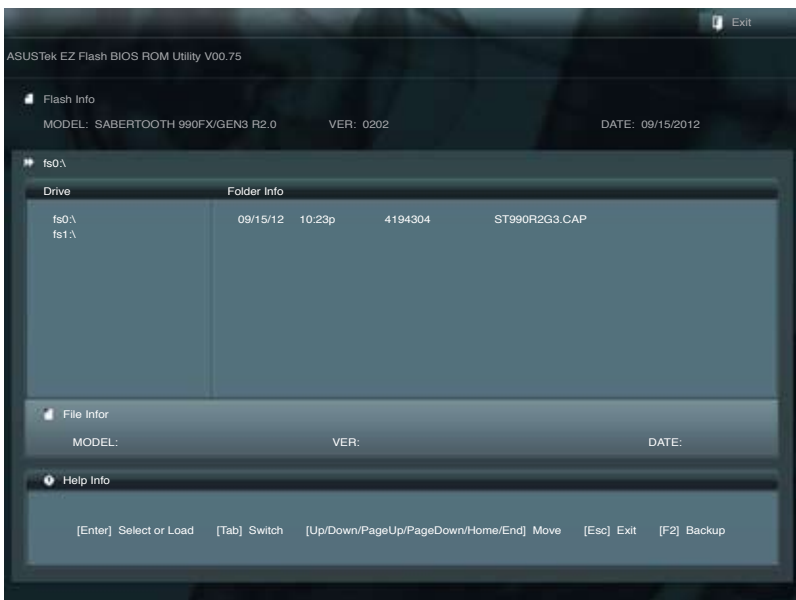 Exit
ASUSTek EZ Flash BIOS ROM Utility V00.75
Flash Info
MODEL: SABERTOOTH 990FX/GEN3 R2.0 VER: 0202 DATE: 09/15/2012
fs0:\
Drive Folder Info
fs0:\ 09/15/12 10:23p 4194304 ST990R2G3.CAP
fs1:\
File Infor
MODEL: VER: DATE:
Help Info
[Enter] Select or Load [Tab] Switch [Up/Down/PageUp/PageDown/Home/End] Move [Esc] Exit [F2] Backup